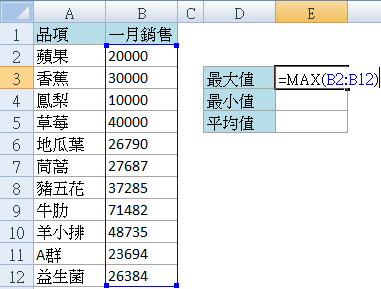 A B C D E
1 品項 一月銷售
2 蘋果 20000
3 香蕉 30000 最大值 =MAX(B2:B12)
4 鳳梨 10000 最小值
5 草莓 40000 平均值
6 地瓜葉 26790
7 茼蒿 27687
8 豬五花 37285
9 牛肋 71482
10 羊小排 48735
11 A群 23694
12 益生菌 26384